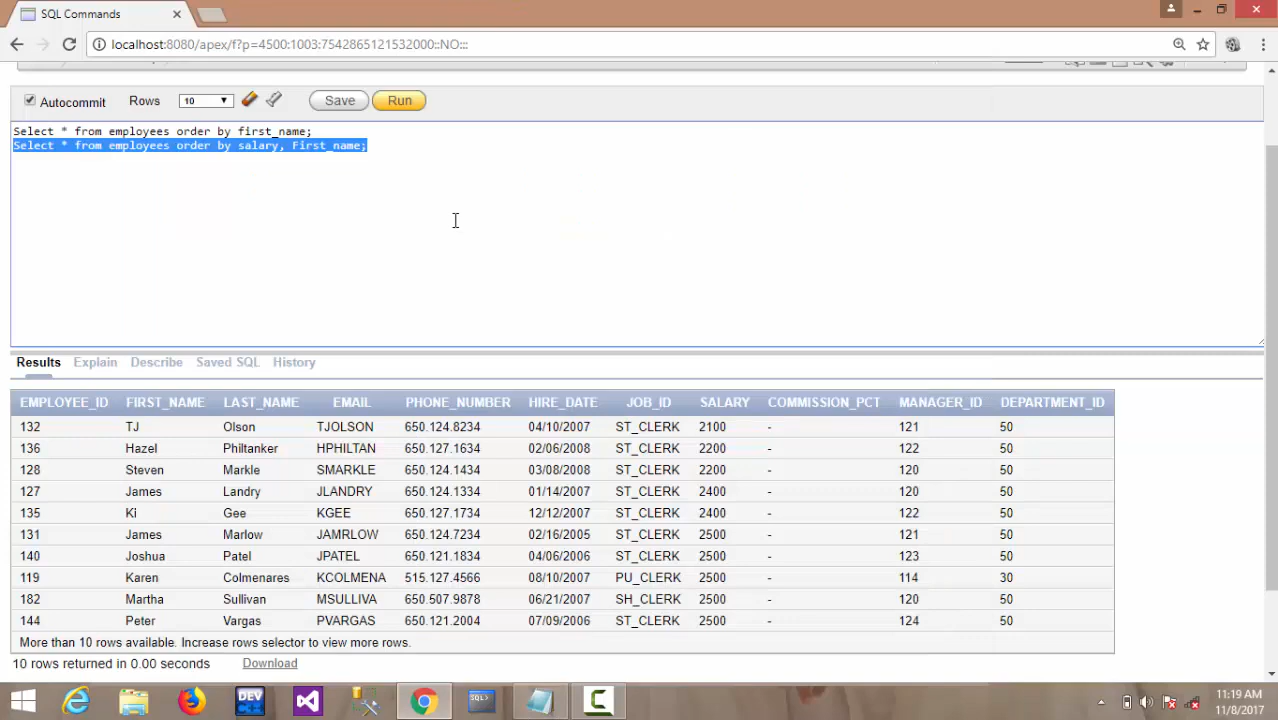 SQL Commands
localhost:8080/apex/f?p=4500:1003:7542865121532000::NO:::
Autocommit Rows 10 Save Run
Select * from employees order by first_name;
Select * from employees order by salary, First_name;
Results Explain Describe Saved SQL History
EMPLOYEE_ID FIRST_NAME LAST_NAME EMAIL PHONE_NUMBER HIRE_DATE JOB_ID SALARY COMMISSION_PCT MANAGER_ID DEPARTMENT_ID
132 TJ Olson TJOLSON 650.124.8234 04/10/2007 ST_CLERK 2100 - 121 50
136 Hazel Philtanker HPHILTAN 650.127.1634 02/06/2008 ST_CLERK 2200 - 122 50
128 Steven Markle SMARKLE 650.124.1434 03/08/2008 ST_CLERK 2200 - 120 50
127 James Landry JLANDRY 650.124.1334 01/14/2007 ST_CLERK 2400 - 120 50
135 Ki Gee KGEE 650.127.1734 12/12/2007 ST_CLERK 2400 - 122 50
131 James Marlow JAMRLOW 650.124.7234 02/16/2005 ST_CLERK 2500 - 121 50
140 Joshua Patel JPATEL 650.121.1834 04/06/2006 ST_CLERK 2500 - 123 50
119 Karen Colmenares KCOLMENA 515.127.4566 08/10/2007 PU_CLERK 2500 - 114 30
182 Martha Sullivan MSULLIVA 650.507.9878 06/21/2007 SH_CLERK 2500 - 120 50
144 Peter Vargas PVARGAS 650.121.2004 07/09/2006 ST_CLERK 2500 - 124 50
More than 10 rows available. Increase rows selector to view more rows.
10 rows returned in 0.00 seconds Download
DEV C++ SQL> C
11:19 AM
11/8/2017